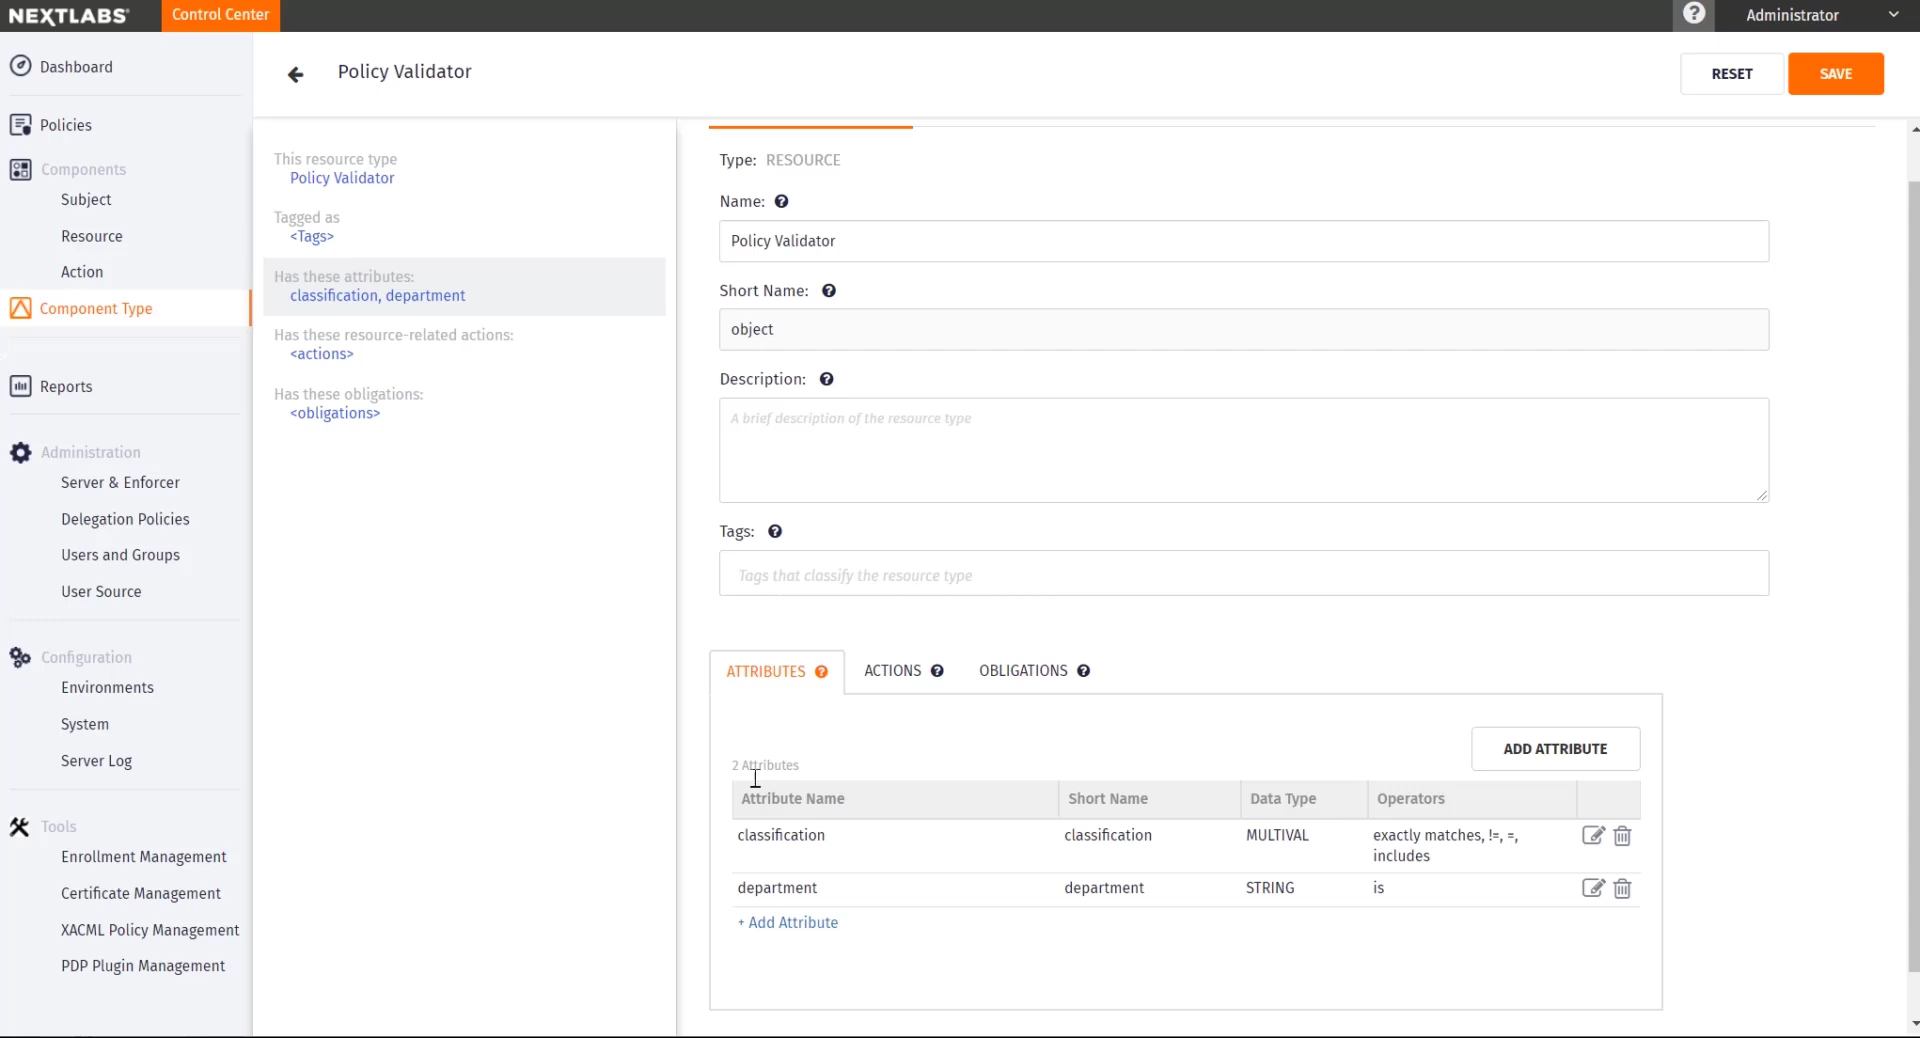 NEXTLABS
Control Center
?
Administrator
Dashboard
Policies
Components
Subject
Resource
Action
Component Type
Reports
Administration
Server & Enforcer
Delegation Policies
Users and Groups
User Source
Configuration
Environments
System
Server Log
Tools
Enrollment Management
Certificate Management
XACML Policy Management
PDP Plugin Management
Policy Validator
RESET
SAVE
This resource type
Policy Validator
Tagged as
<Tags>
Has these attributes:
classification, department
Has these resource-related actions:
<actions>
Has these obligations:
<obligations>
Type: RESOURCE
Name: ?
Policy Validator
Short Name: ?
object
Description: ?
A brief description of the resource type
Tags: ?
Tags that classify the resource type
ATTRIBUTES ? ACTIONS ? OBLIGATIONS ?
ADD ATTRIBUTE
2 Attributes
Attribute Name Short Name Data Type Operators
classification classification MULTIVAL exactly matches, !=, =,
includes
department department STRING is
+ Add Attribute